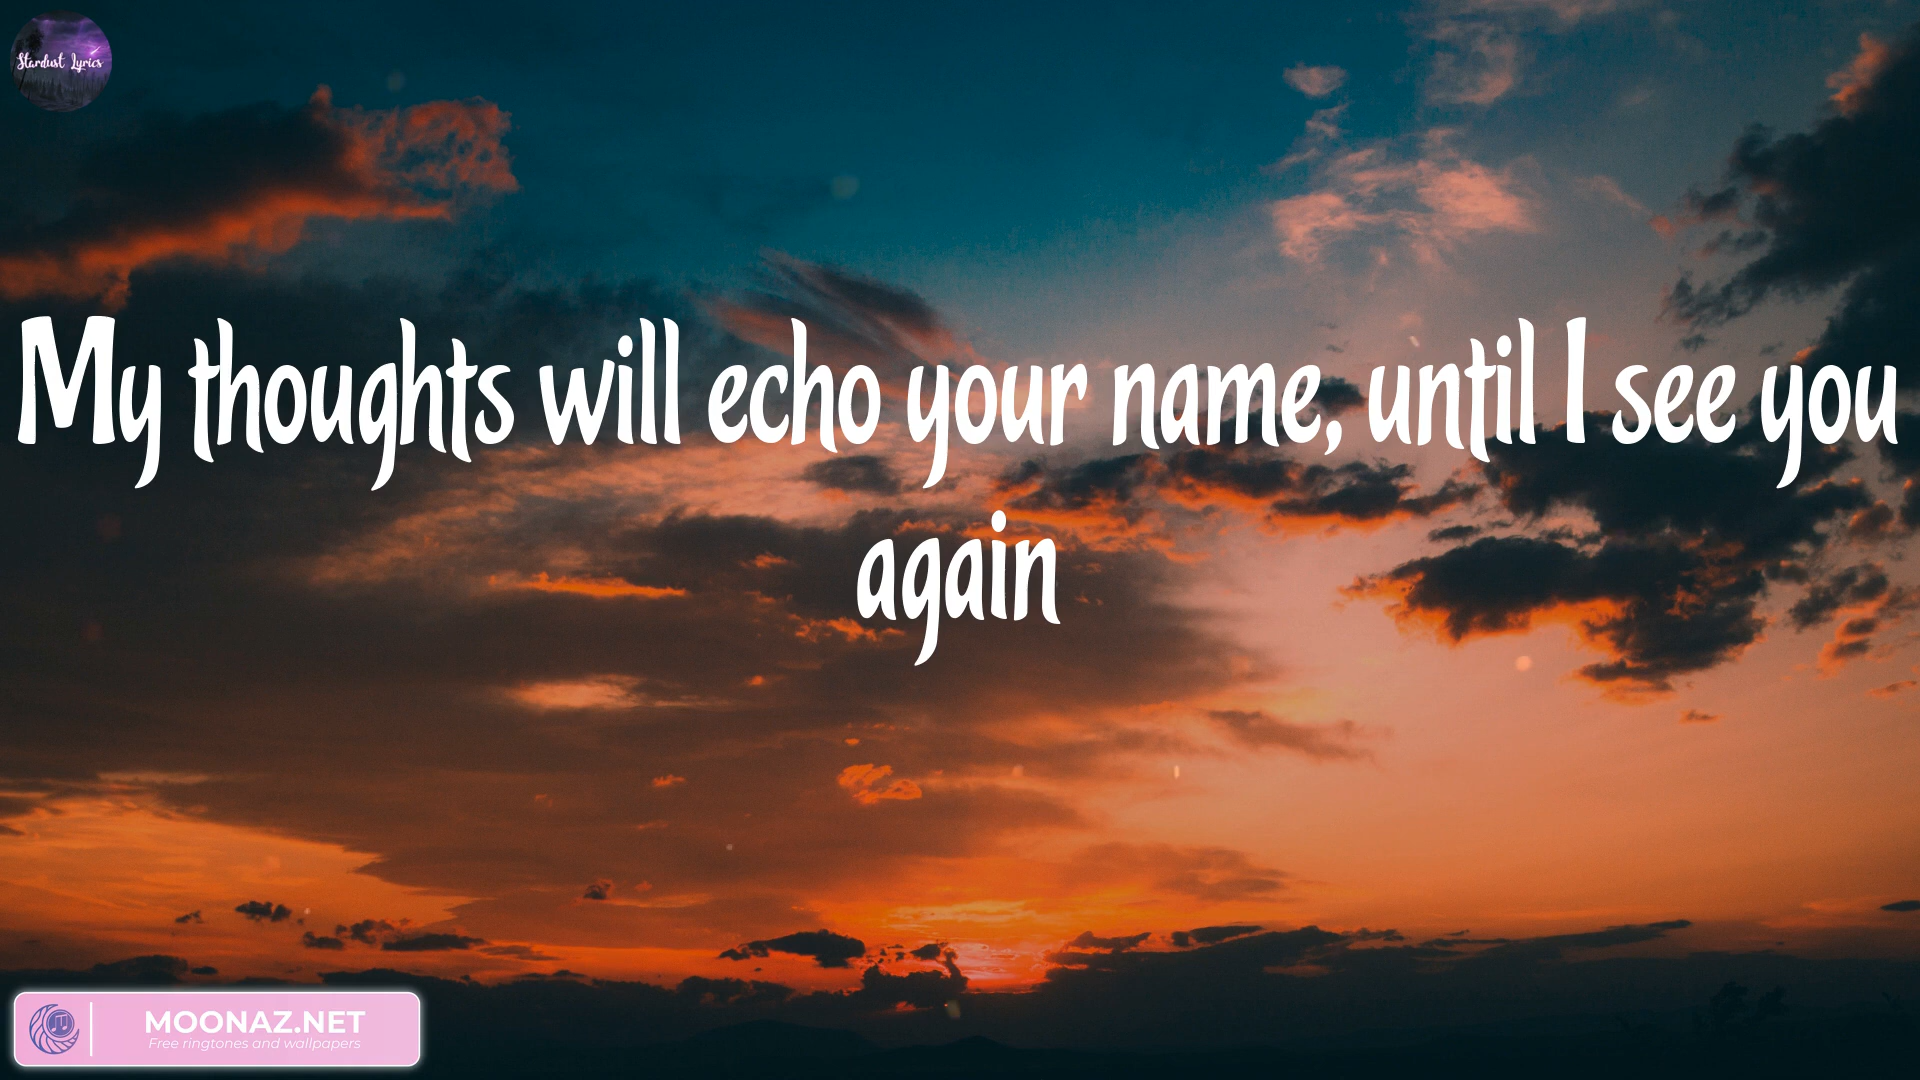 Stardust Lyrics
My thoughts will echo your name, until I see you
again
MOONAZ.NET
Free ringtones and wallpapers